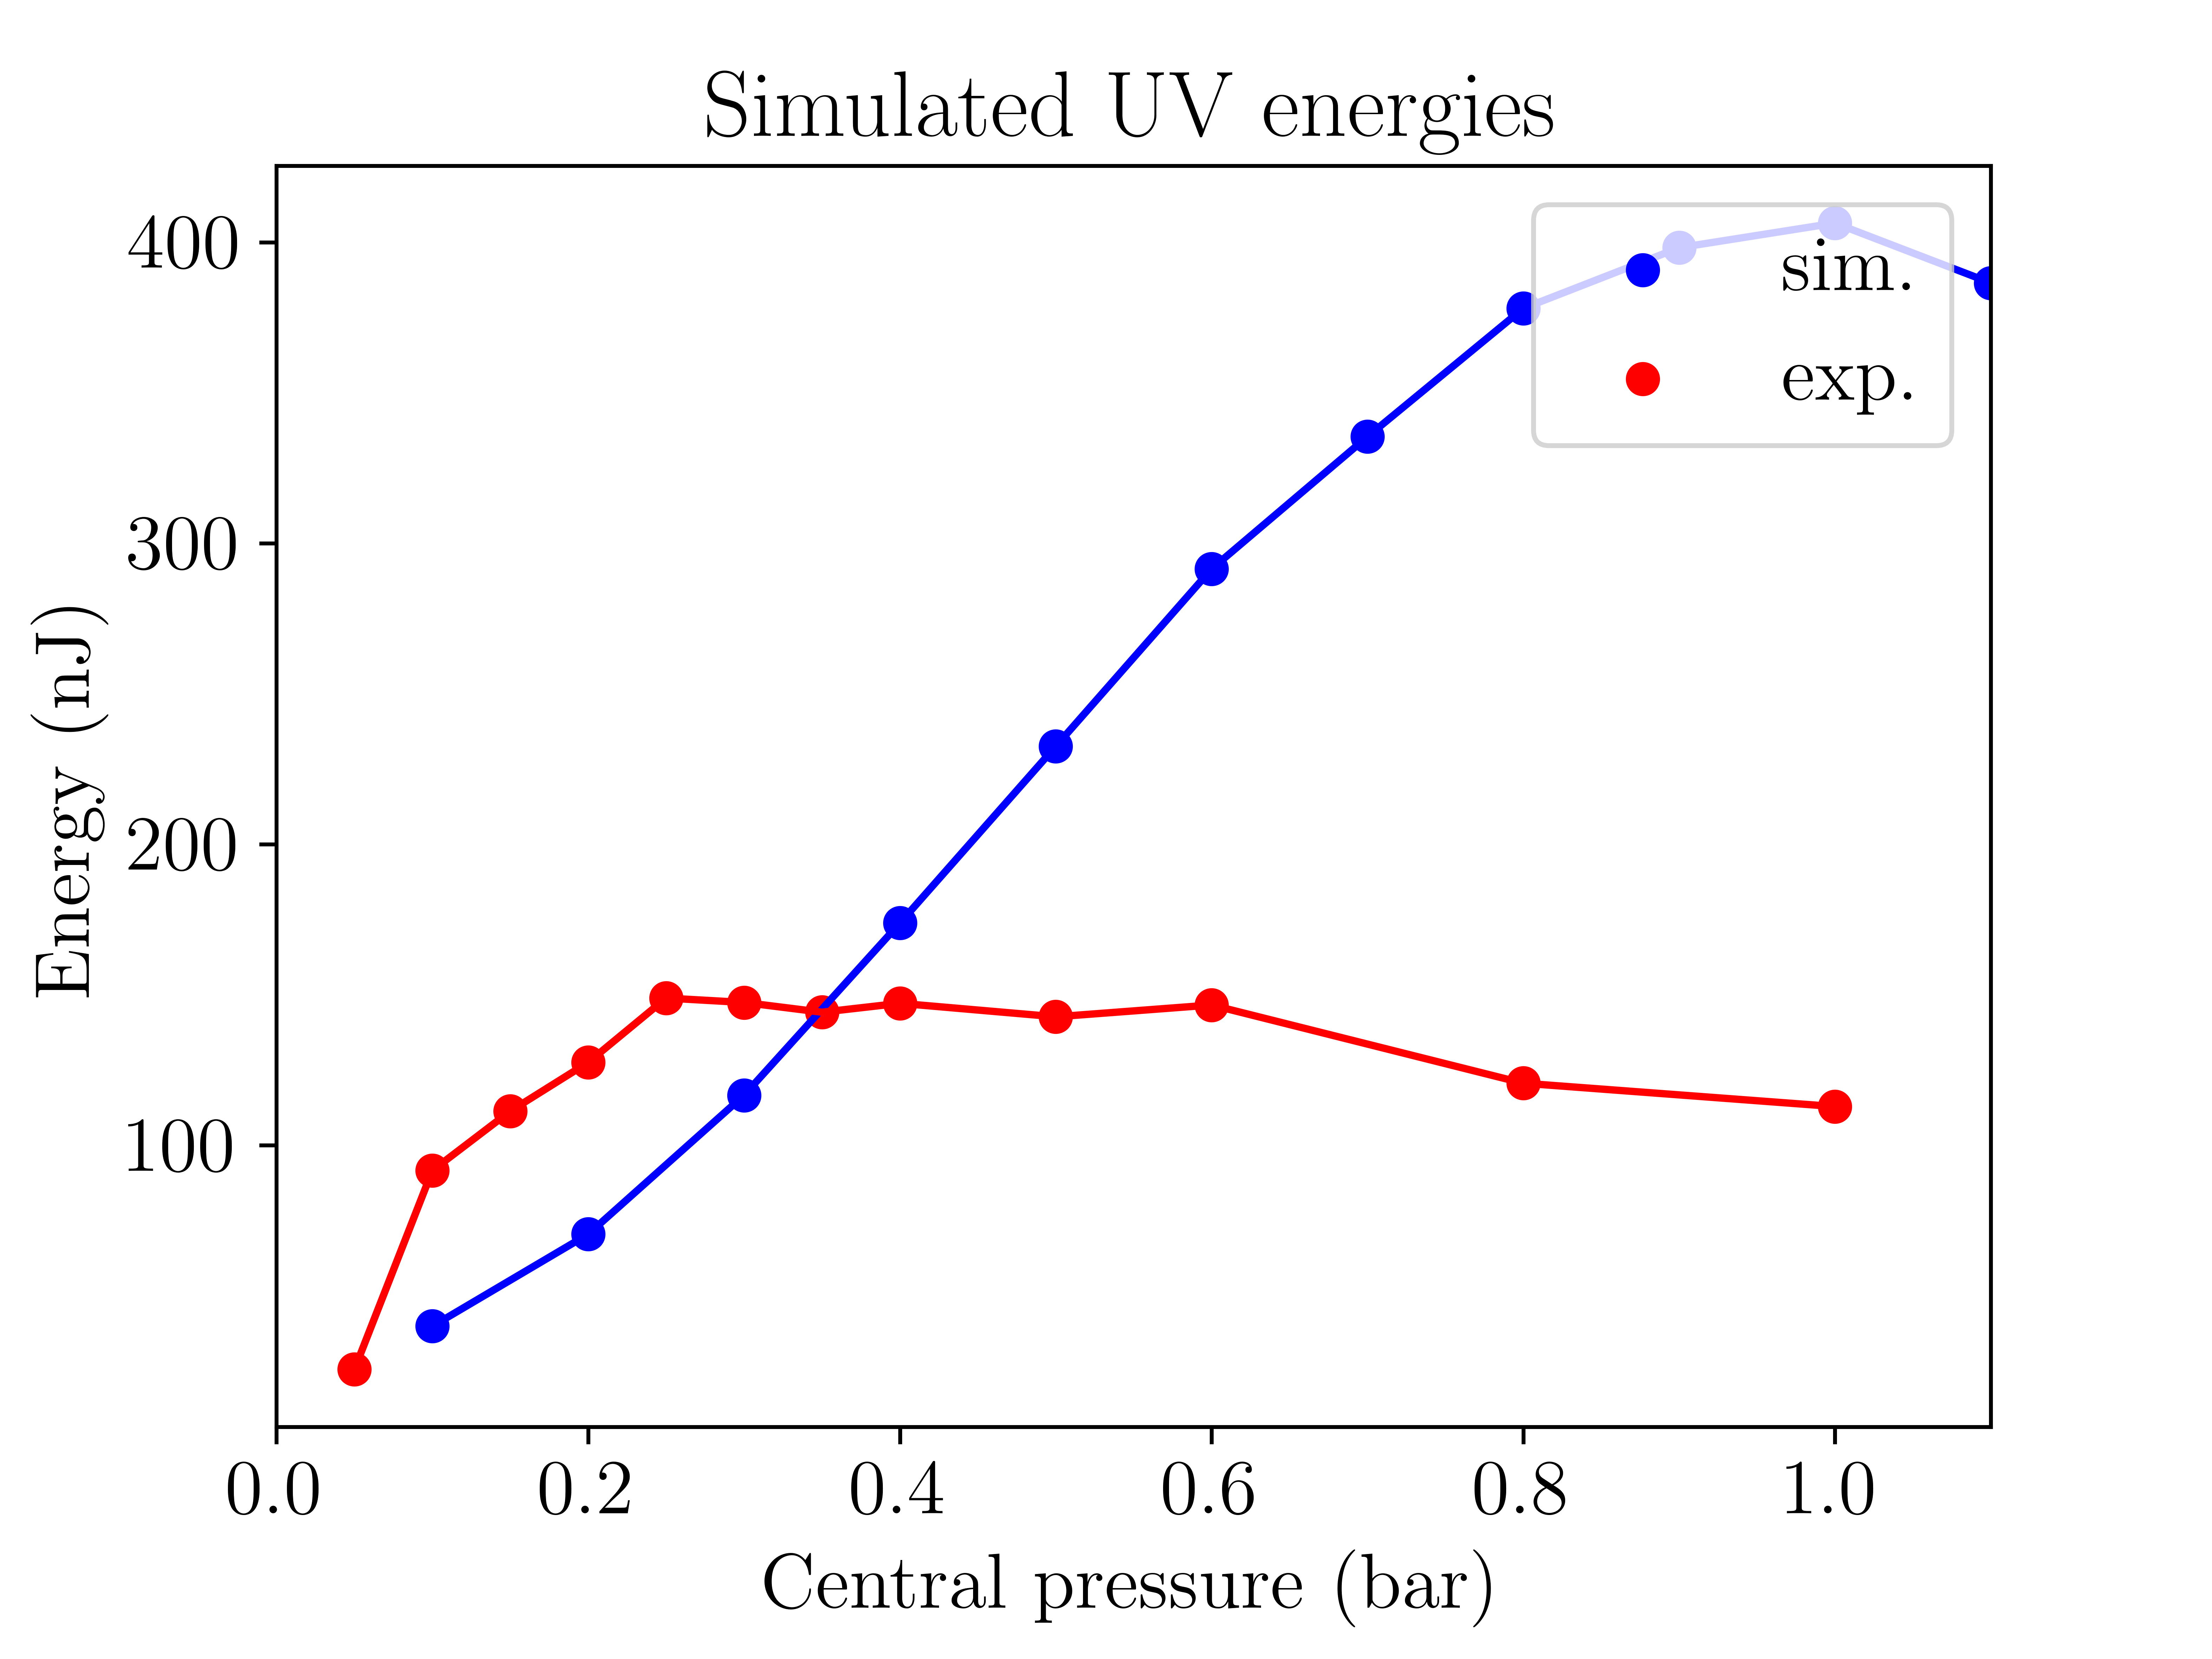 Simulated UV energies
400
300
200
100
Energy (nJ)
sim.
exp.
0.0 0.2 0.4 0.6 0.8 1.0
Central pressure (bar)